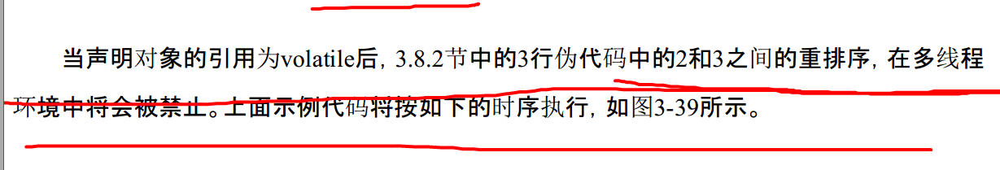 当声明对象的引用为volatile后，3.8.2节中的3行伪代码中的2和3之间的重排序，在多线程
环境中将会被禁止。上面示例代码将按如下的时序执行，如图3-39所示。